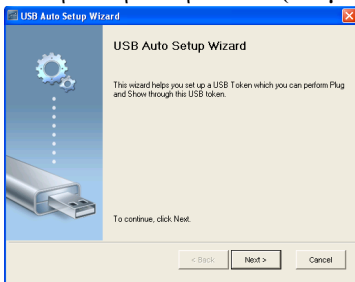 USB Auto Setup Wizard
USB Auto Setup Wizard
This wizard helps you set up a USB Token which you can perform Plug
and Show through this USB token.
To continue, click Next.
< Back Next > Cancel